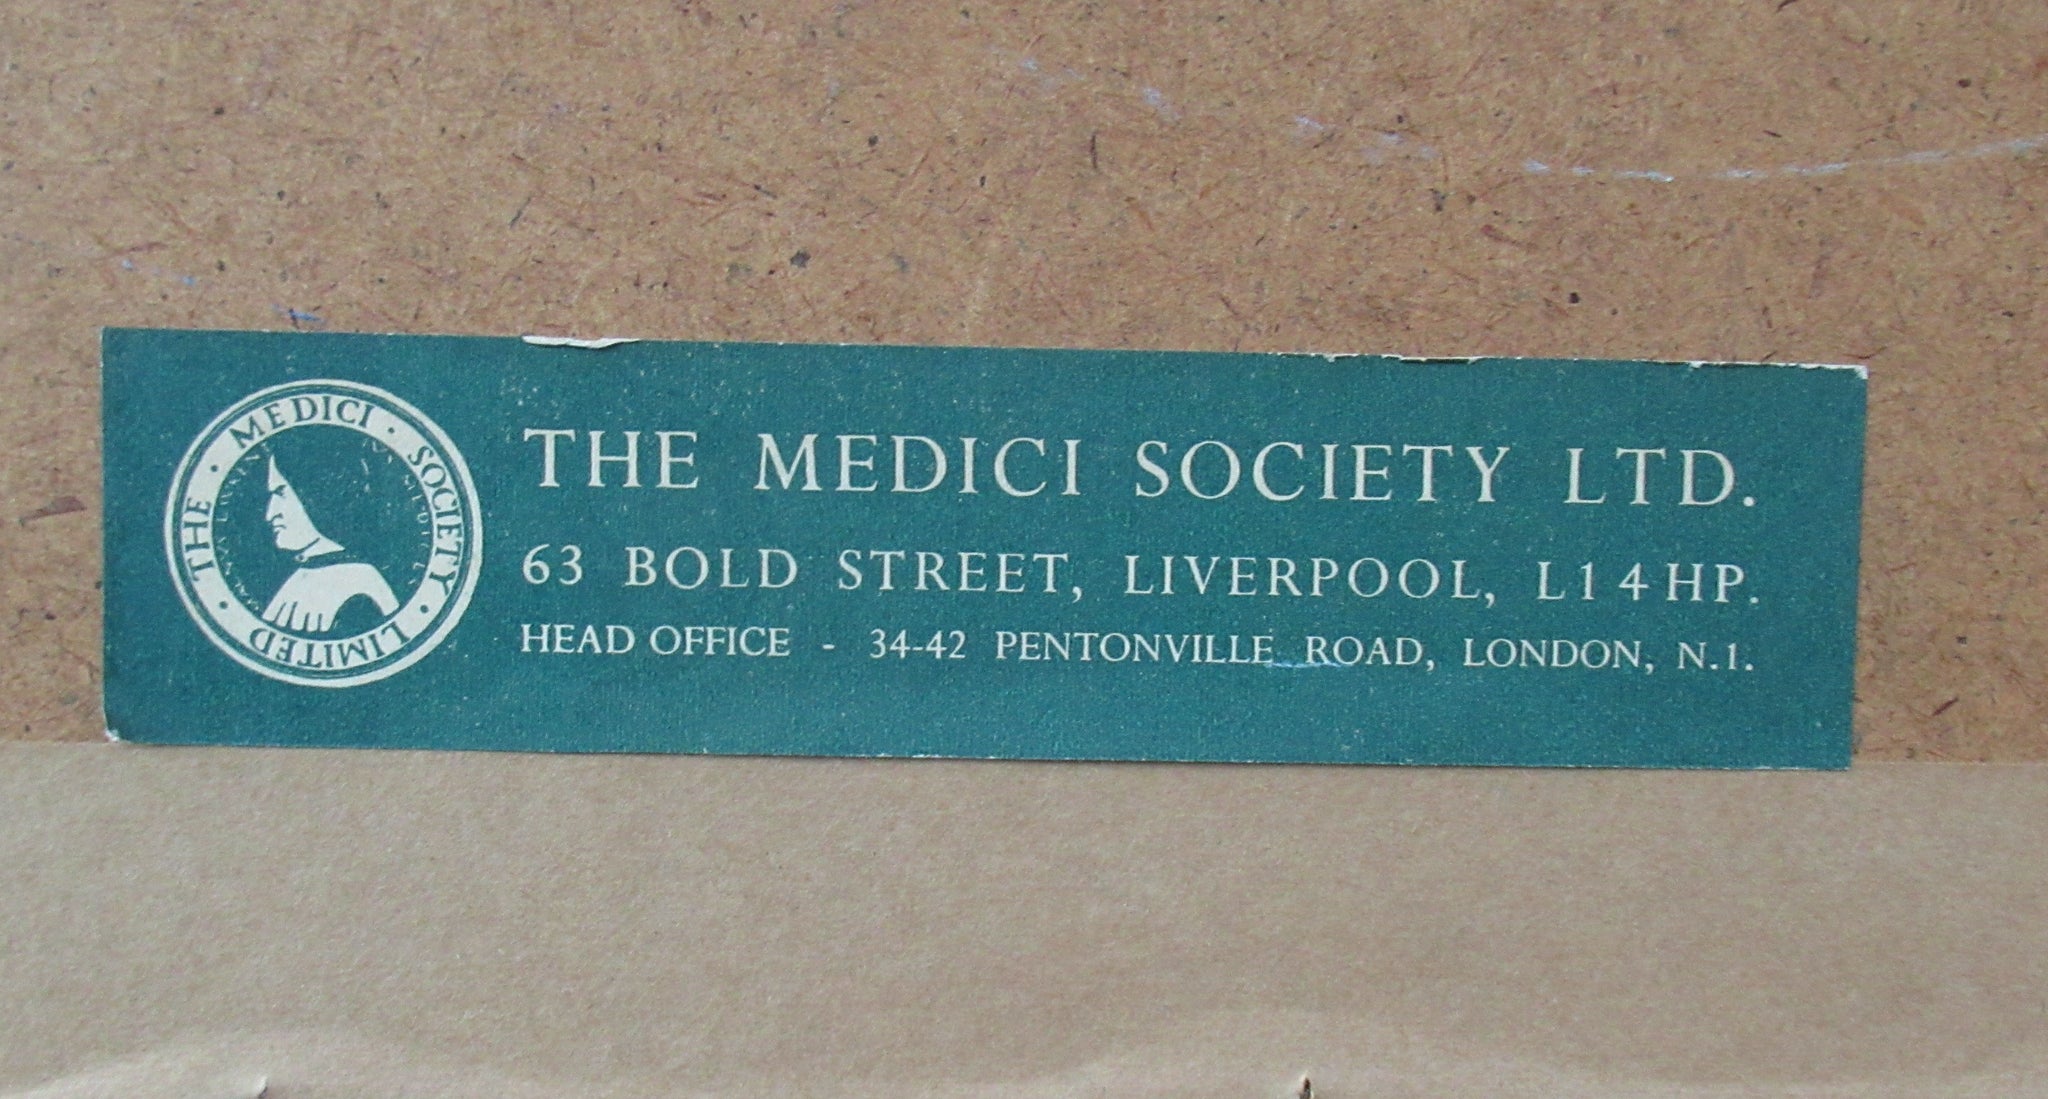 THE · MEDICI · SOCIETY · LIMITED ·
THE MEDICI SOCIETY LTD.
63 BOLD STREET, LIVERPOOL, L1 4HP.
HEAD OFFICE - 34-42 PENTONVILLE ROAD, LONDON, N.1.